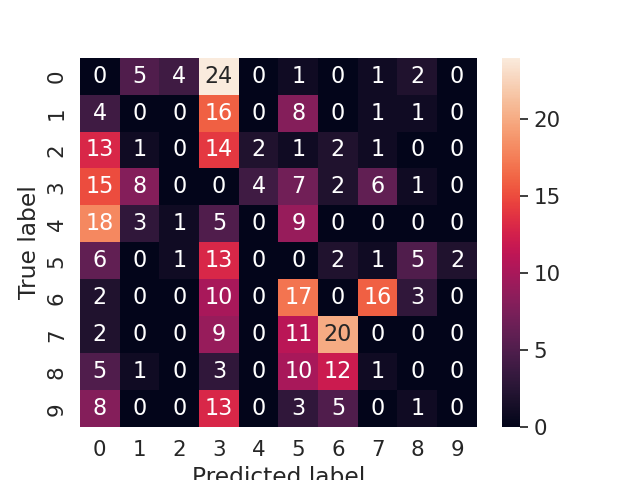 0 0 5 4 24 0 1 0 1 2 0
1 4 0 0 16 0 8 0 1 1 0
2 13 1 0 14 2 1 2 1 0 0
3 15 8 0 0 4 7 2 6 1 0
4 18 3 1 5 0 9 0 0 0 0
5 6 0 1 13 0 0 2 1 5 2
6 2 0 0 10 0 17 0 16 3 0
7 2 0 0 9 0 11 20 0 0 0
8 5 1 0 3 0 10 12 1 0 0
9 8 0 0 13 0 3 5 0 1 0
0 1 2 3 4 5 6 7 8 9
True label
Predicted label
20
15
10
5
0